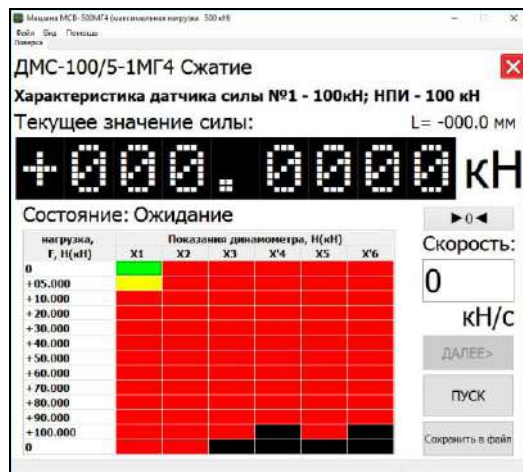 Машина МСВ-500МГ4 (максимальная нагрузка 500 кН)
Файл Вид Помощь
Поверка
ДМС-100/5-1МГ4 Сжатие
Характеристика датчика силы №1 - 100кН; НПИ - 100 кН
Текущее значение силы: L= -000.0 мм
+000.0000 кН
Состояние: Ожидание
►0◄
нагрузка, F, Н(кН) Показания динамометра, Н(кН)
X1 X2 X3 X'4 X5 X'6
Скорость:
0
кН/с
0
+05.000
+10.000
+20.000
+30.000
+40.000
+50.000
+60.000
+70.000
+80.000
+90.000
+100.000
0
ДАЛЕЕ>
ПУСК
Сохранить в файл